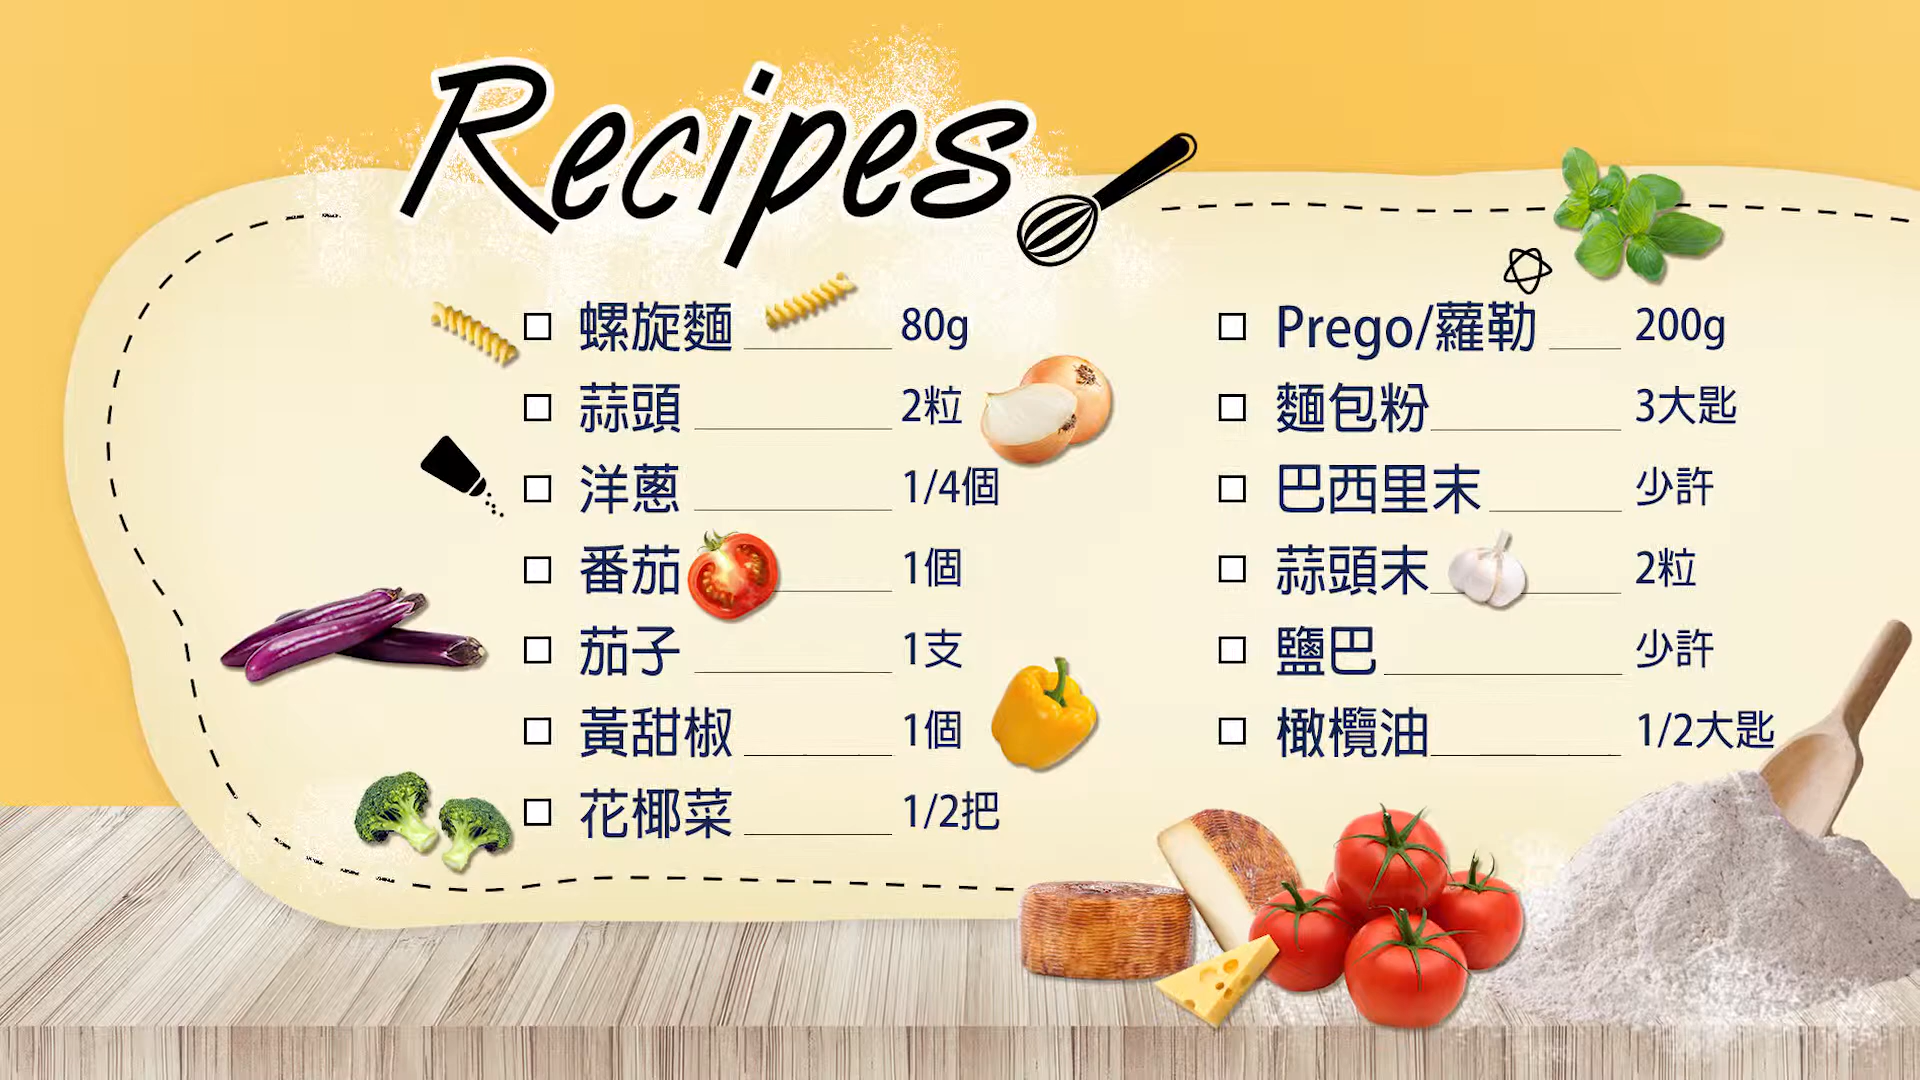 Recipes
螺旋麵 80g
蒜頭 2粒
洋蔥 1/4個
番茄 1個
茄子 1支
黃甜椒 1個
花椰菜 1/2把
Prego/蘿勒 200g
麵包粉 3大匙
巴西里末 少許
蒜頭末 2粒
鹽巴 少許
橄欖油 1/2大匙